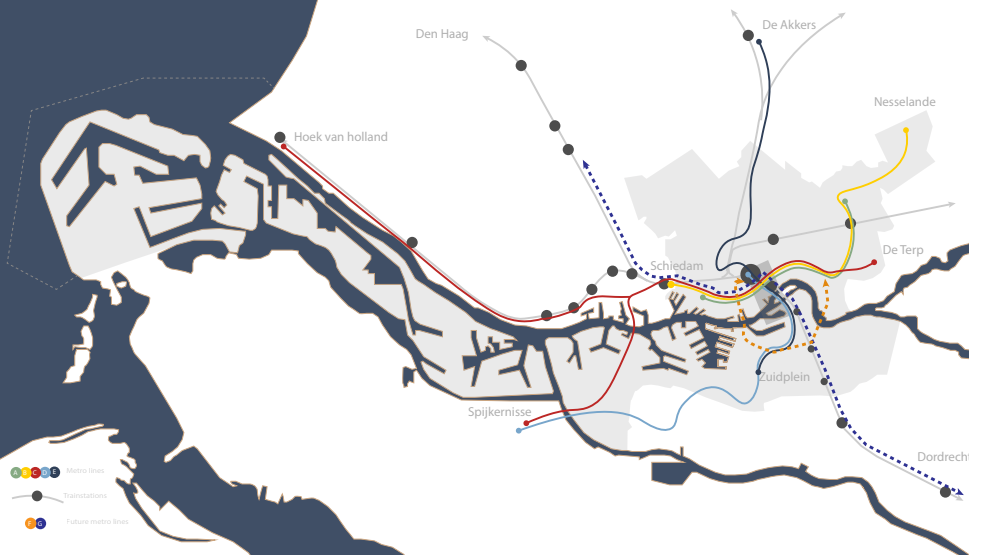 De Akkers
Den Haag
Nesselande
Hoek van holland
De Terp
Schiedam
Zuidplein
Spijkernisse
Dordrecht
A B C D E Metro lines
Trainstations
F G Future metro lines